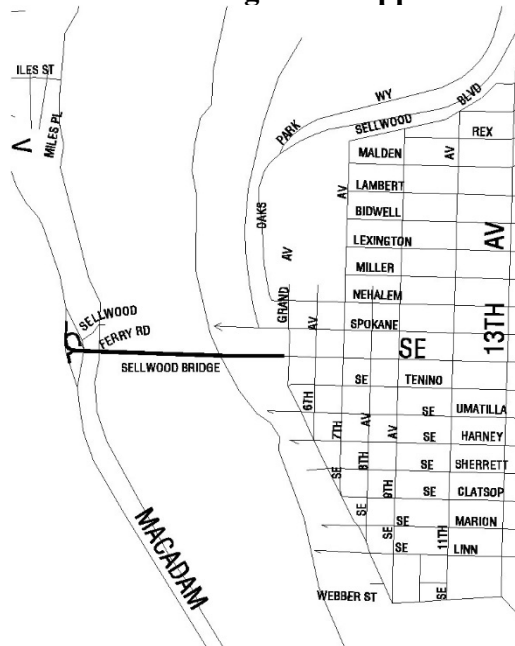 ILES ST
MILES PL
V
PARK
WY
SELLWOOD
BLVD
REX
MALDEN
AV
AV
LAMBERT
BIDWELL
OAKS
LEXINGTON
AV
AV
MILLER
NEHALEM
GRAND
AV
SPOKANE
13TH
SELLWOOD
FERRY RD
SE
SELLWOOD BRIDGE
SE
TENINO
6TH
SE
UMATILLA
7TH
AV
AV
SE
HARNEY
8TH
SE
SHERRETT
SE
9TH
SE
CLATSOP
SE
SE
MARION
MACADAM
SE
11TH
SE
LINN
WEBBER ST
SE